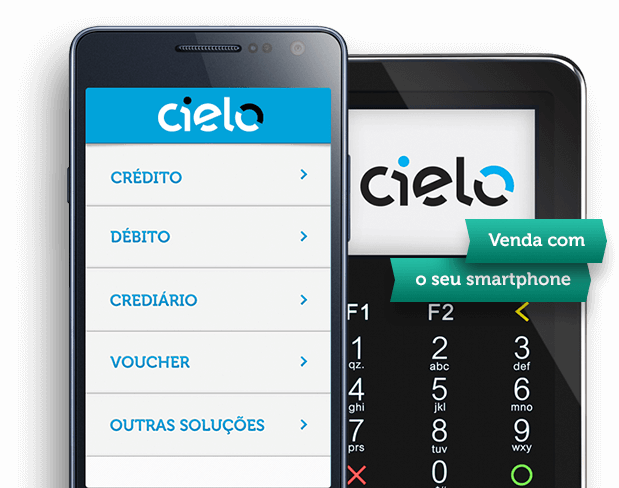 cielo
CRÉDITO
DÉBITO
CREDIÁRIO
VOUCHER
OUTRAS SOLUÇÕES
cielo
Venda com
o seu smartphone
F1 F2
1 2 3
qz. abc def
4 5 6
ghi jkl mno
7 8 9
prs tuv wxy
0